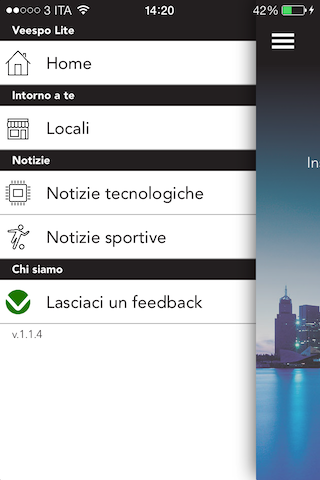 3 ITA
14:20
42%
Veespo Lite
Home
Intorno a te
Locali
Notizie
Notizie tecnologiche
Notizie sportive
Chi siamo
Lasciaci un feedback
v.1.1.4
In